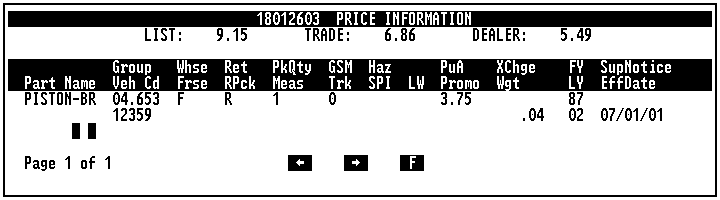 18012603 PRICE INFORMATION
LIST: 9.15 TRADE: 6.86 DEALER: 5.49
Group Whse Ret PkQty GSM Haz PuA XChge FY SupNotice
Part Name Veh Cd Frse RPck Meas Trk SPI LW Promo Wgt LY EffDate
PISTON-BR 04.653 F R 1 0 3.75 87
12359 .04 02 07/01/01
Page 1 of 1 ← → F